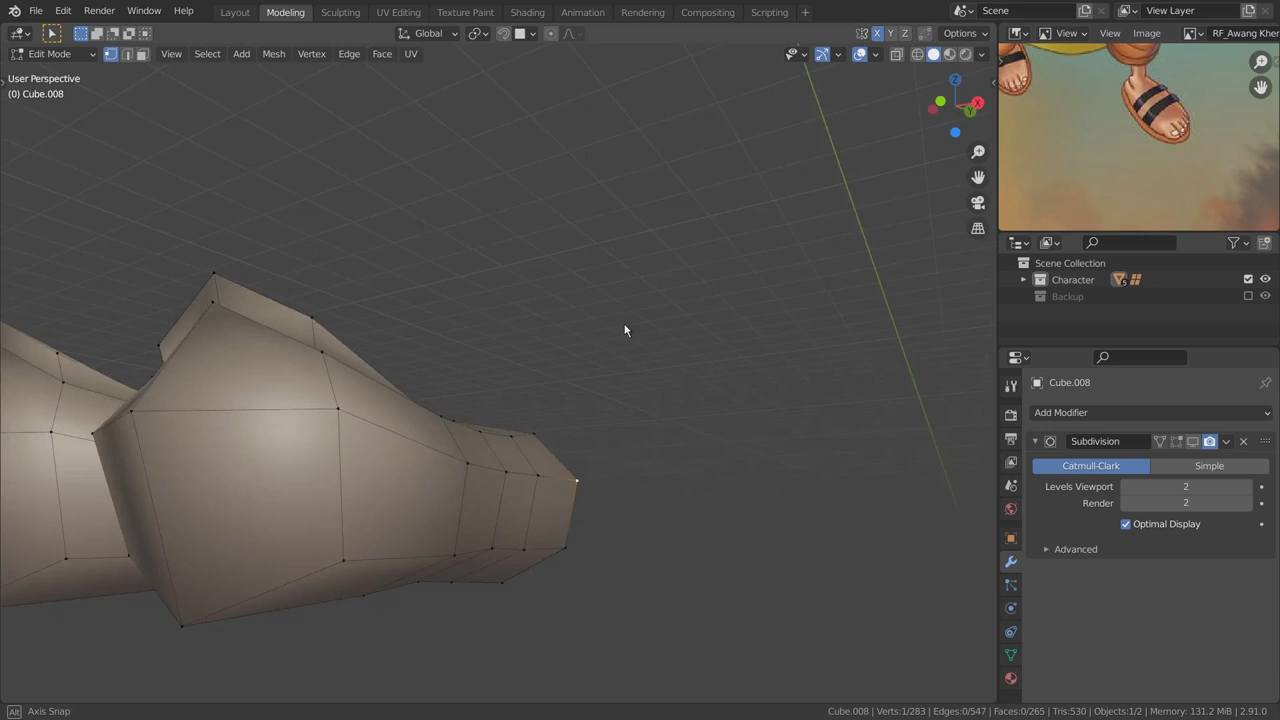 File Edit Render Window Help Layout Modeling Sculpting UV Editing Texture Paint Shading Animation Rendering Compositing Scripting + Scene View Layer
Global X Y Z Options View View Image RF_Awang Kher
Edit Mode View Select Add Mesh Vertex Edge Face UV
User Perspective
(0) Cube.008
Z
X
Y
Scene Collection
Character 5
Backup
Cube.008
Add Modifier
Subdivision
Catmull-Clark Simple
Levels Viewport 2
Render 2
Optimal Display
Advanced
Alt Axis Snap Cube.008 | Verts:1/283 | Edges:0/547 | Faces:0/265 | Tris:530 | Objects:1/2 | Memory: 131.2 MiB | 2.91.0